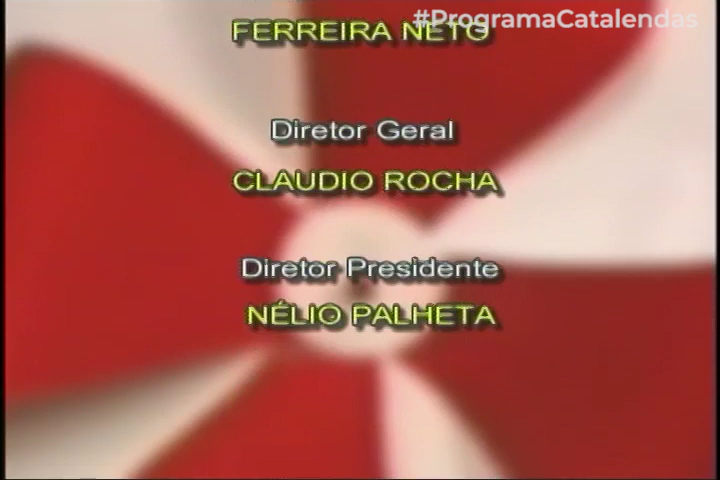 #ProgramaCatalendas
FERREIRA NETO
Diretor Geral
CLAUDIO ROCHA
Diretor Presidente
NÉLIO PALHETA